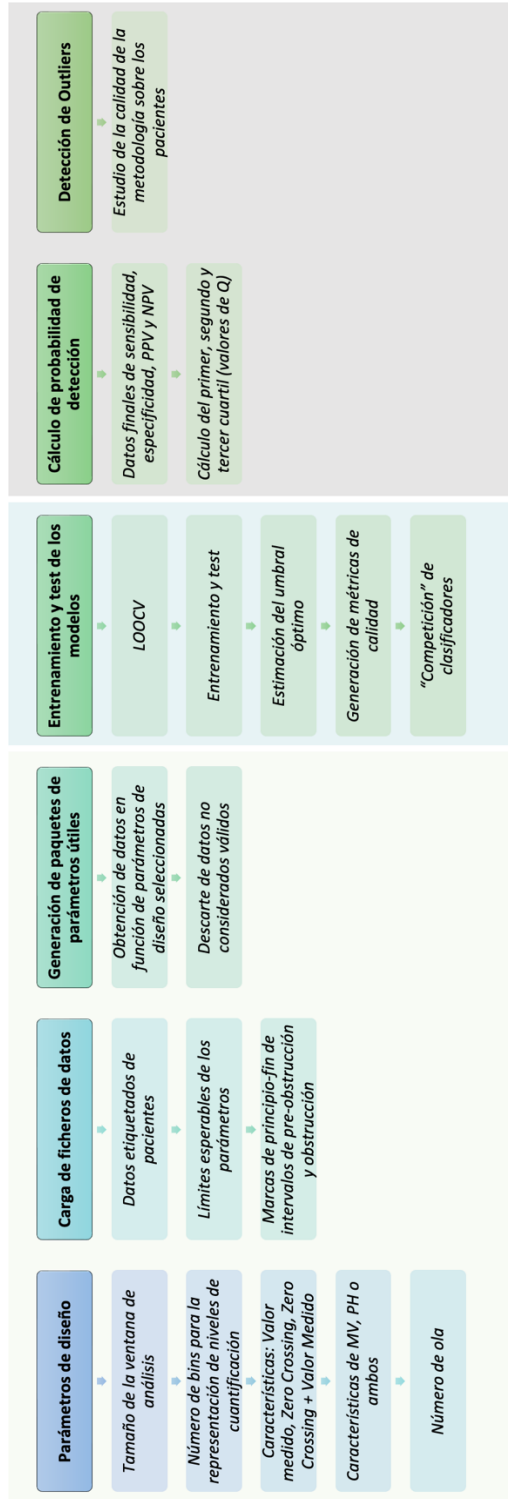 Parámetros de diseño
Tamaño de la ventana de
análisis
Número de bins para la
representación de niveles de
cuantificación
Características: Valor
medido, Zero Crossing, Zero
Crossing + Valor Medido
Características de MV, PH o
ambos
Número de ola
Carga de ficheros de datos
Datos etiquetados de
pacientes
Límites esperables de los
parámetros
Marcas de principio-fin de
intervalos de pre-obstrucción
y obstrucción
Generación de paquetes de
parámetros útiles
Obtención de datos en
función de parámetros de
diseño seleccionadas
Descarte de datos no
considerados válidos
Entrenamiento y test de los
modelos
LOOCV
Entrenamiento y test
Estimación del umbral
óptimo
Generación de métricas de
calidad
“Competición” de
clasificadores
Cálculo de probabilidad de
detección
Datos finales de sensibilidad,
especificidad, PPV y NPV
Cálculo del primer, segundo y
tercer cuartil (valores de Q)
Detección de Outliers
Estudio de la calidad de la
metodología sobre los
pacientes